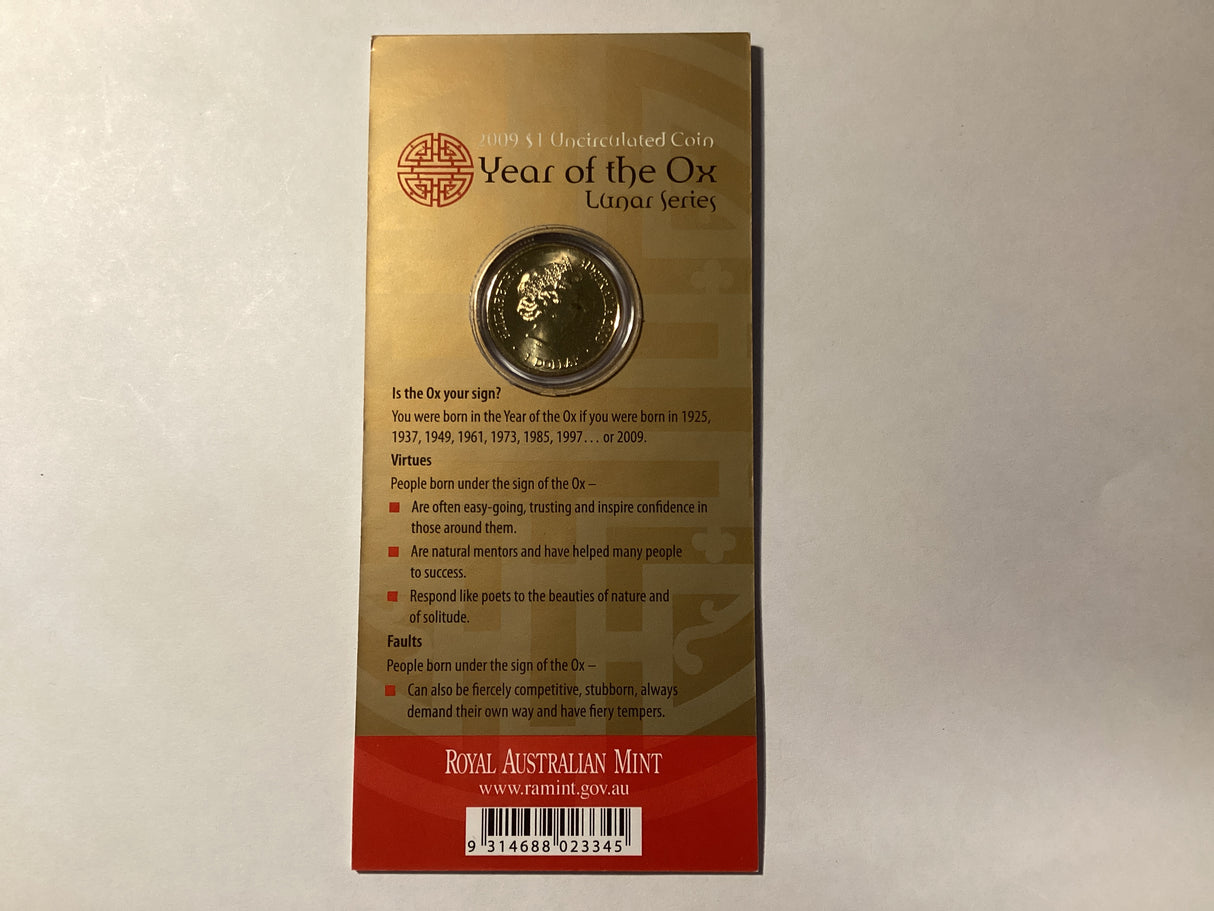 2009 $1 Uncirculated Coin
Year of the Ox
Lunar Series
AUSTRALIA 2009
1 DOLLAR
Is the Ox your sign?
You were born in the Year of the Ox if you were born in 1925,
1937, 1949, 1961, 1973, 1985, 1997... or 2009.
Virtues
People born under the sign of the Ox –
Are often easy-going, trusting and inspire confidence in
those around them.
Are natural mentors and have helped many people
to success.
Respond like poets to the beauties of nature and
of solitude.
Faults
People born under the sign of the Ox –
Can also be fiercely competitive, stubborn, always
demand their own way and have fiery tempers.
ROYAL AUSTRALIAN MINT
www.ramint.gov.au
9 314688 023345